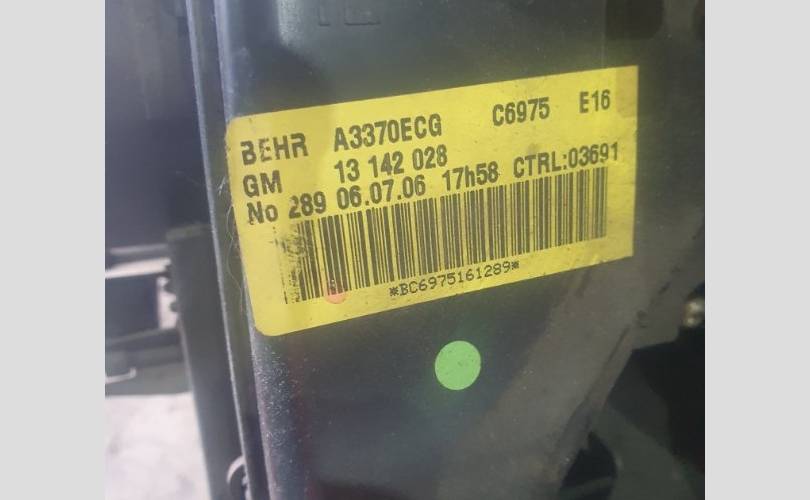 BEHR A3370ECG C6975 E16
GM 13 142 028
No 289 06.07.06 17h58 CTRL:03691
*BC6975161289*